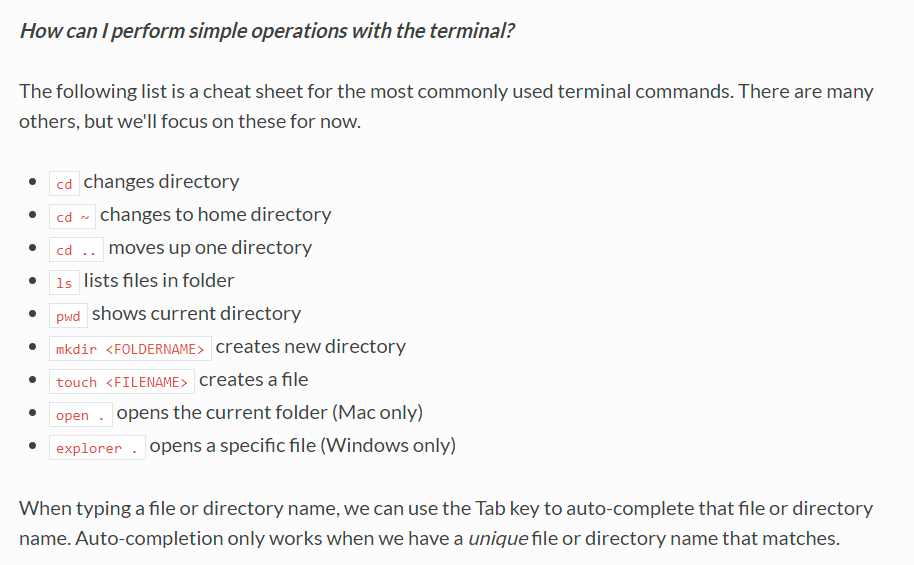 How can I perform simple operations with the terminal?
The following list is a cheat sheet for the most commonly used terminal commands. There are many
others, but we'll focus on these for now.
• cd changes directory
• cd ~ changes to home directory
• cd .. moves up one directory
• ls lists files in folder
• pwd shows current directory
• mkdir <FOLDERNAME> creates new directory
• touch <FILENAME> creates a file
• open . opens the current folder (Mac only)
• explorer . opens a specific file (Windows only)
When typing a file or directory name, we can use the Tab key to auto-complete that file or directory
name. Auto-completion only works when we have a unique file or directory name that matches.